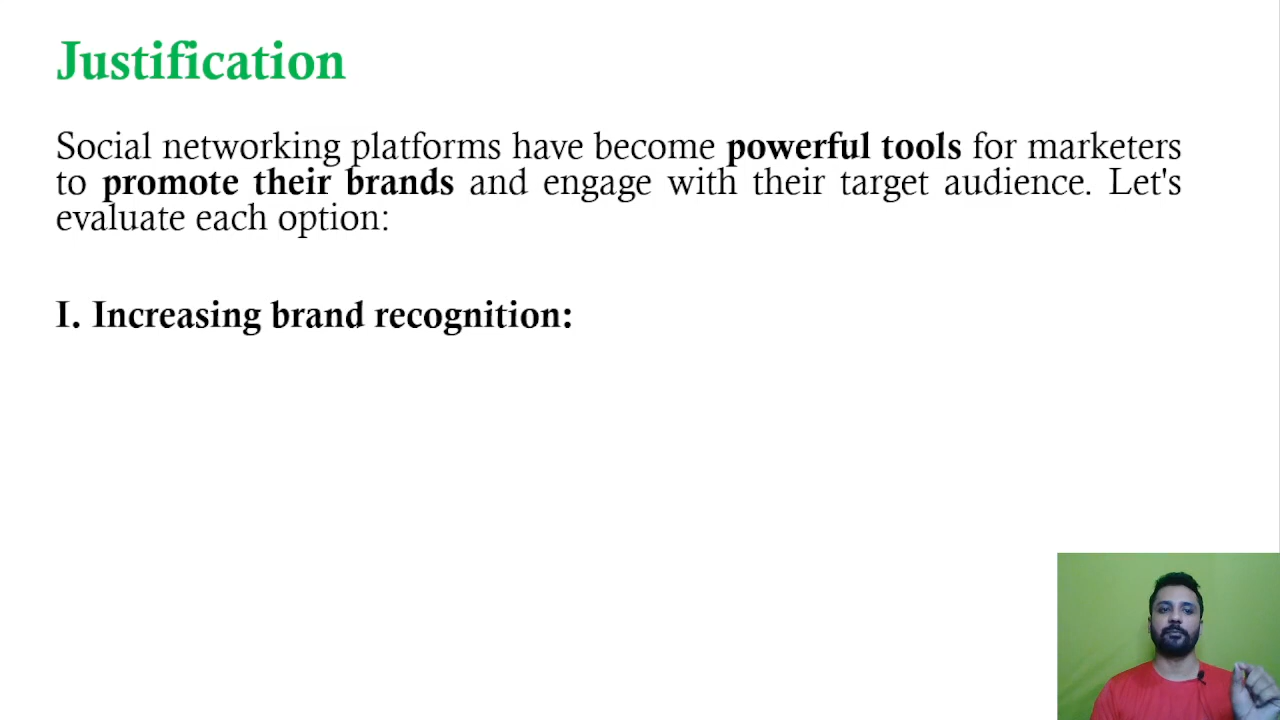 Justification
Social networking platforms have become powerful tools for marketers
to promote their brands and engage with their target audience. Let's
evaluate each option:
I. Increasing brand recognition: